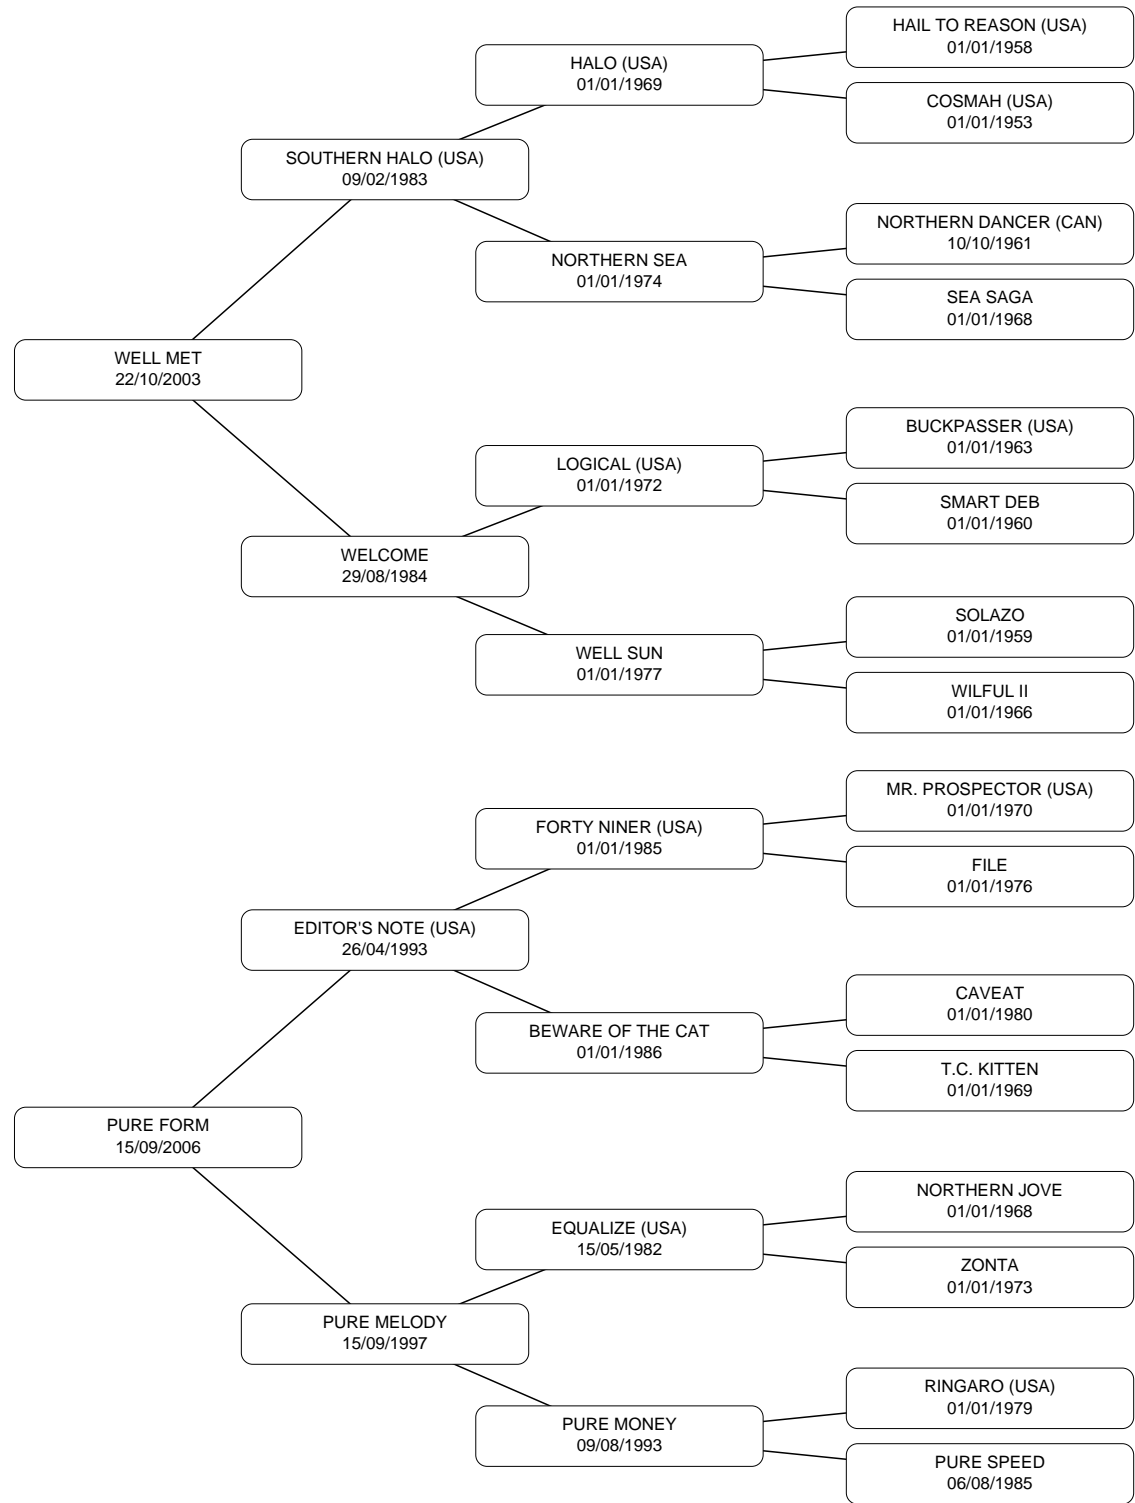 HAIL TO REASON (USA)
01/01/1958
HALO (USA)
01/01/1969
COSMAH (USA)
01/01/1953
SOUTHERN HALO (USA)
09/02/1983
NORTHERN DANCER (CAN)
10/10/1961
NORTHERN SEA
01/01/1974
SEA SAGA
01/01/1968
WELL MET
22/10/2003
BUCKPASSER (USA)
01/01/1963
LOGICAL (USA)
01/01/1972
SMART DEB
01/01/1960
WELCOME
29/08/1984
SOLAZO
01/01/1959
WELL SUN
01/01/1977
WILFUL II
01/01/1966
MR. PROSPECTOR (USA)
01/01/1970
FORTY NINER (USA)
01/01/1985
FILE
01/01/1976
EDITOR'S NOTE (USA)
26/04/1993
CAVEAT
01/01/1980
BEWARE OF THE CAT
01/01/1986
T.C. KITTEN
01/01/1969
PURE FORM
15/09/2006
NORTHERN JOVE
01/01/1968
EQUALIZE (USA)
15/05/1982
ZONTA
01/01/1973
PURE MELODY
15/09/1997
RINGARO (USA)
01/01/1979
PURE MONEY
09/08/1993
PURE SPEED
06/08/1985